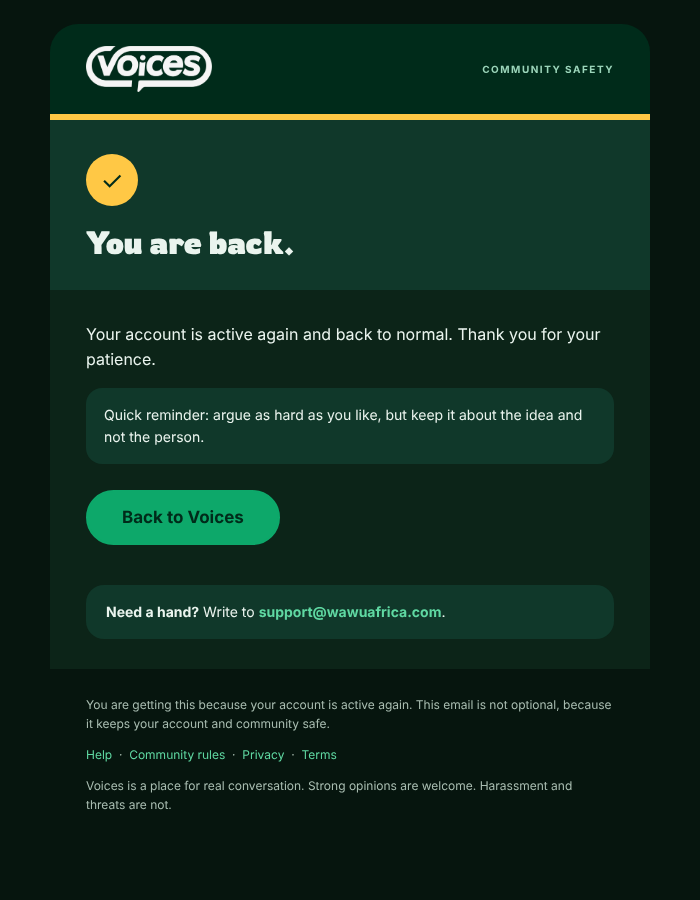 Voices
COMMUNITY SAFETY
You are back.
Your account is active again and back to normal. Thank you for your
patience.
Quick reminder: argue as hard as you like, but keep it about the idea and
not the person.
Back to Voices
Need a hand? Write to support@wawuafrica.com.
You are getting this because your account is active again. This email is not optional, because
it keeps your account and community safe.
Help · Community rules · Privacy · Terms
Voices is a place for real conversation. Strong opinions are welcome. Harassment and
threats are not.